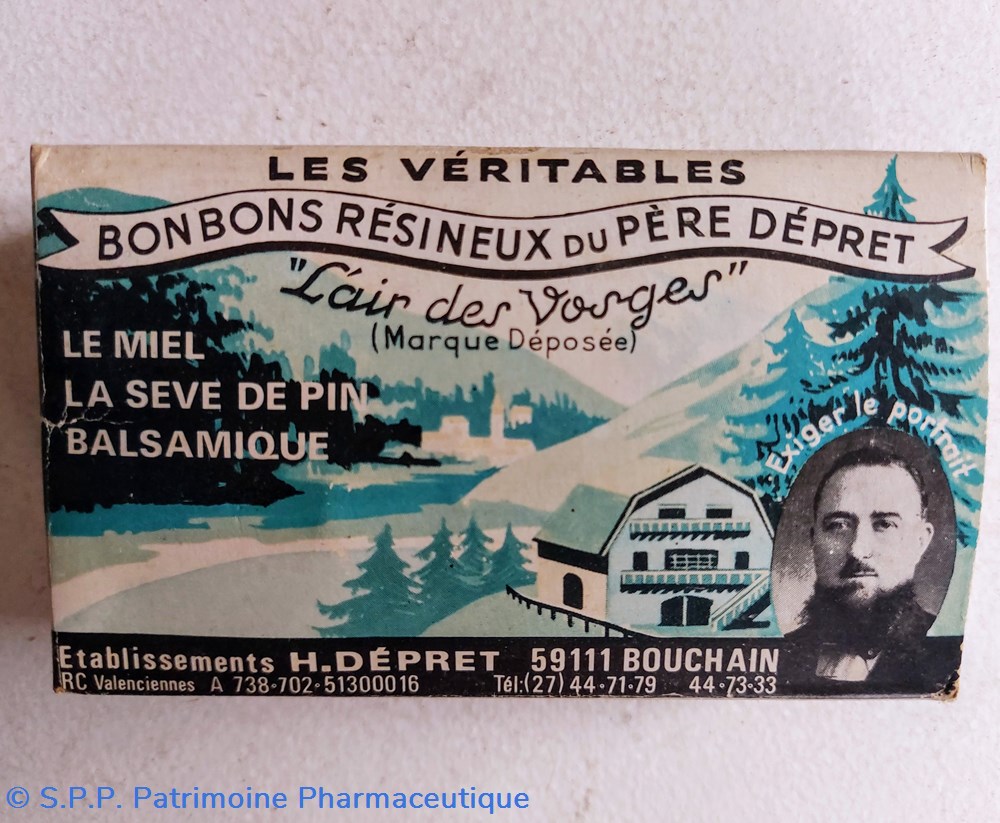 LES VÉRITABLES
BONBONS RÉSINEUX DU PÈRE DÉPRET
"L'air des Vosges"
(Marque Déposée)
LE MIEL
LA SEVE DE PIN
BALSAMIQUE
Exiger le portrait
Etablissements H.DÉPRET 59111 BOUCHAIN
RC Valenciennes A 738-702-51300016 Tél:(27) 44-71-79 44-73-33
© S.P.P. Patrimoine Pharmaceutique